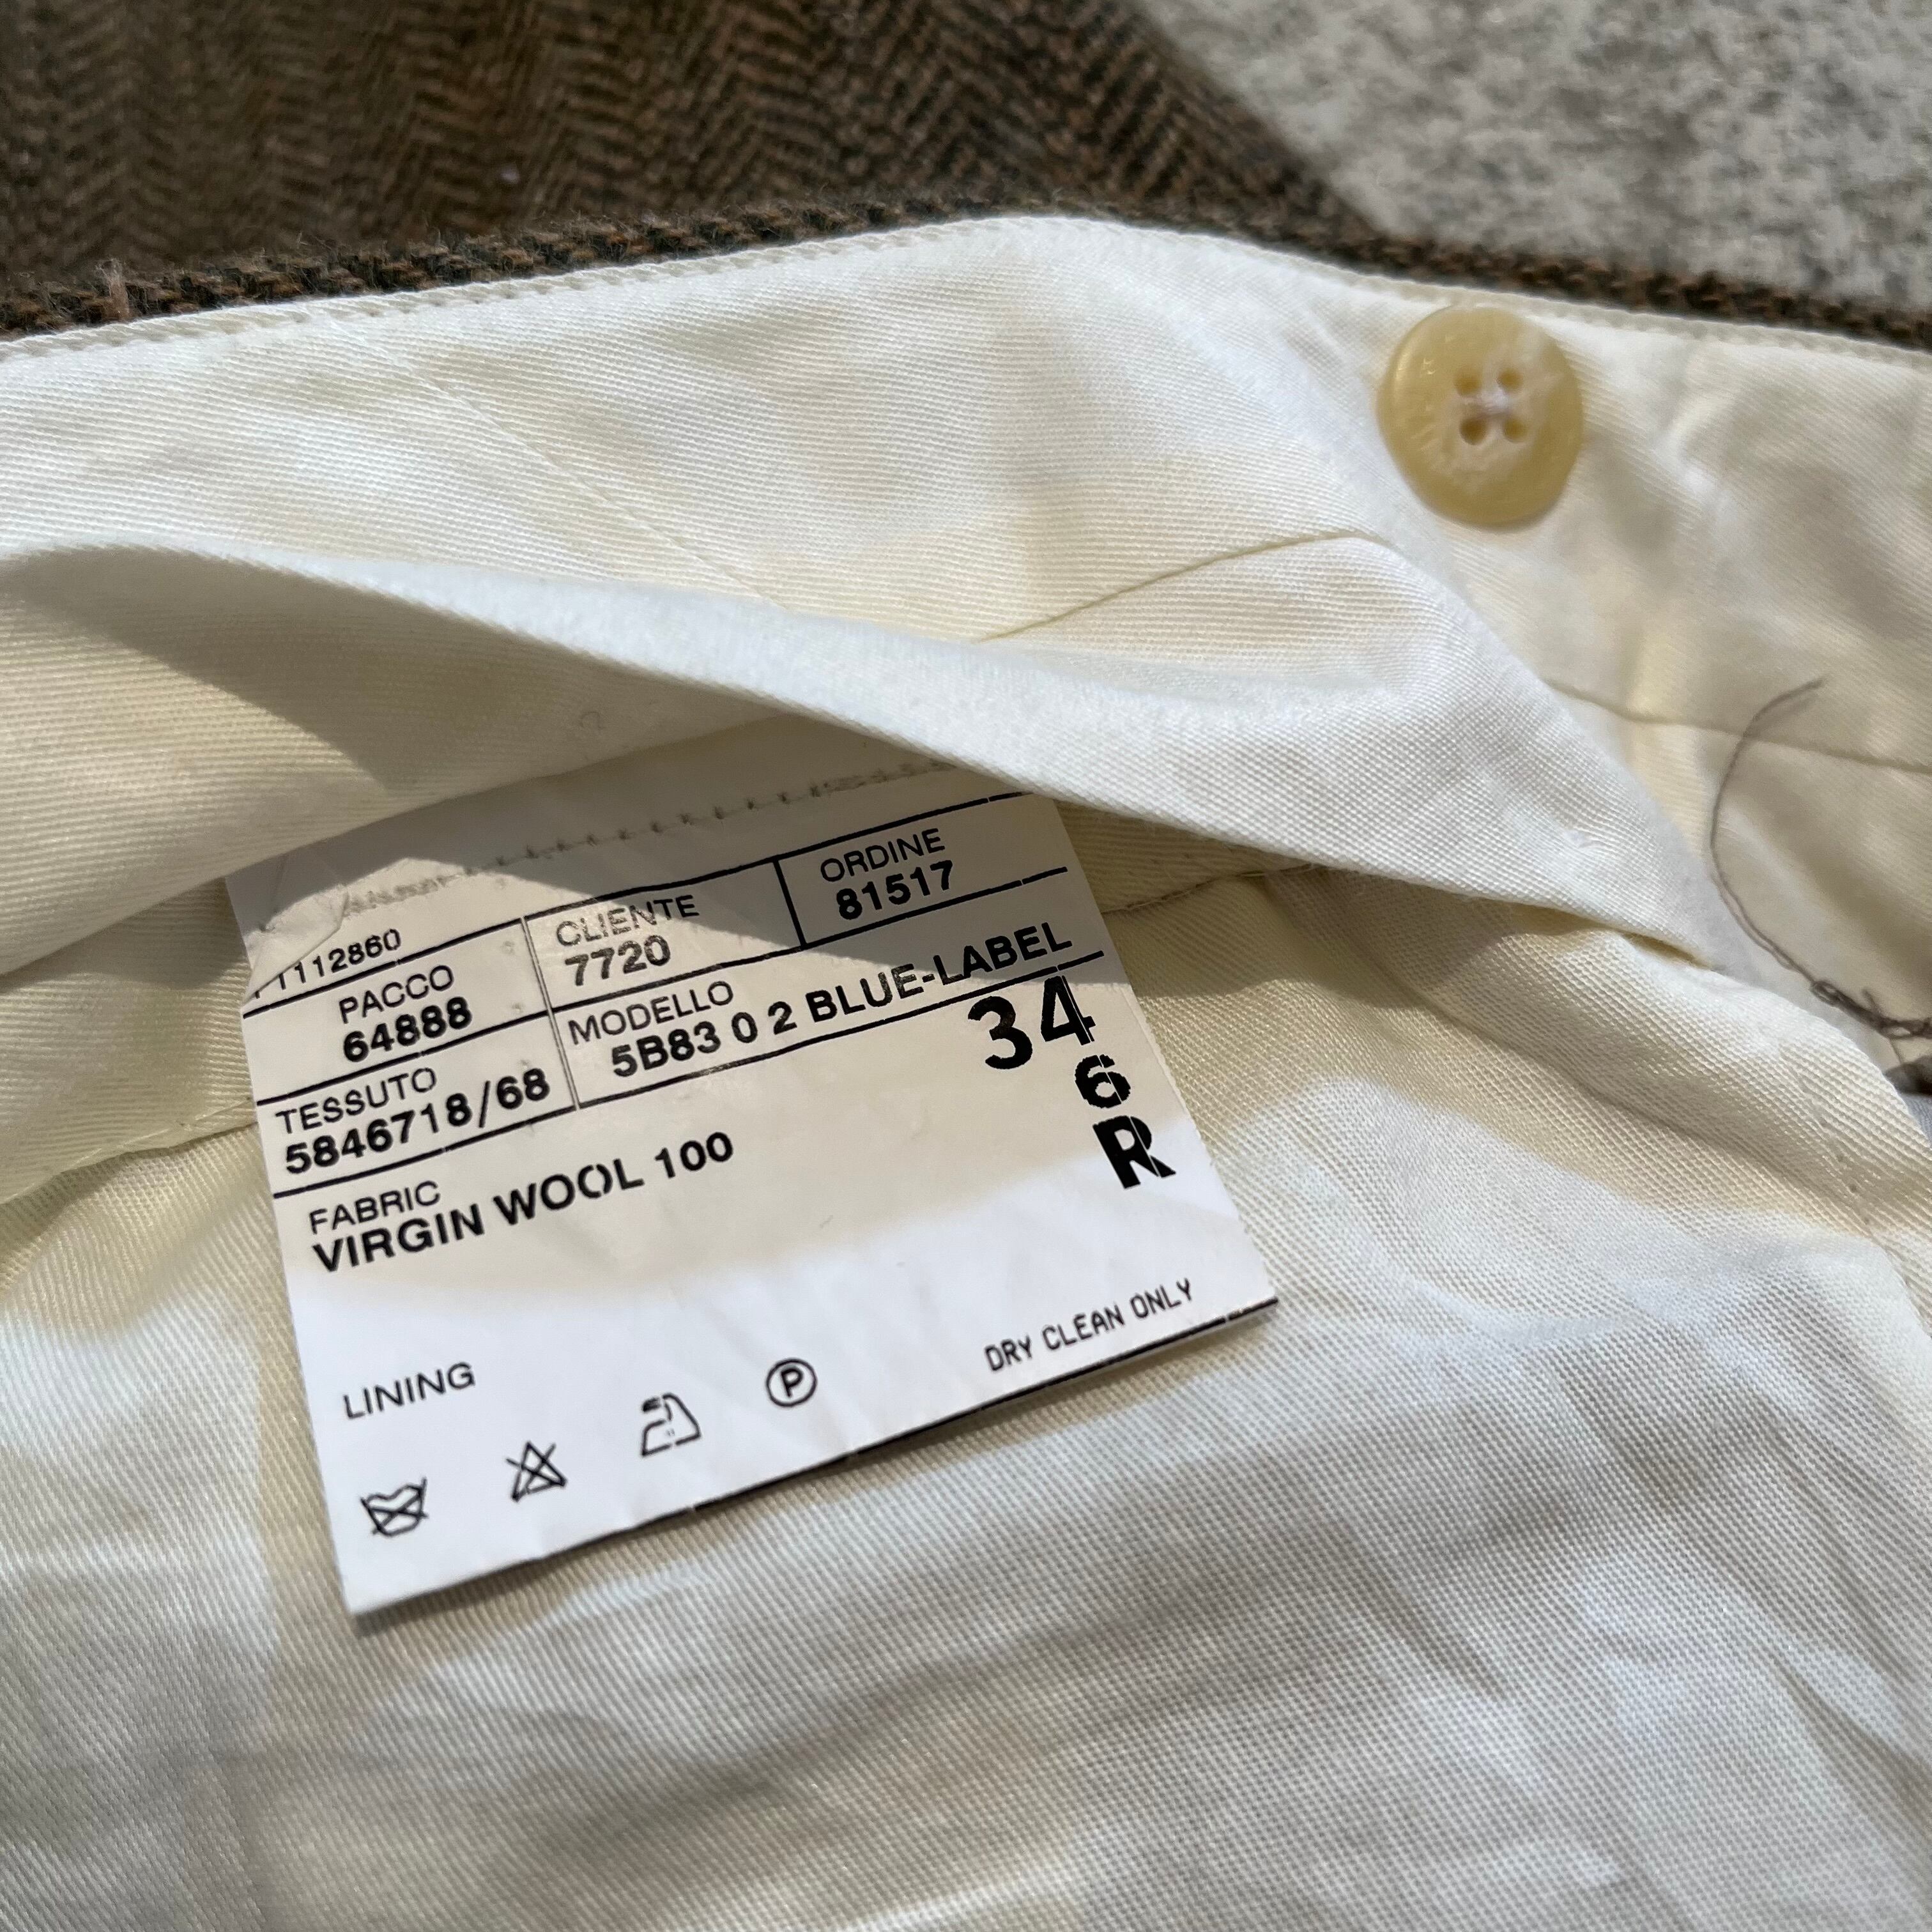 112860
CLIENTE
7720
ORDINE
81517
PACCO
64888
MODELLO
5B83 0 2 BLUE-LABEL
TESSUTO
5846718/68
34
6
R
FABRIC
VIRGIN WOOL 100
LINING
P
DRY CLEAN ONLY